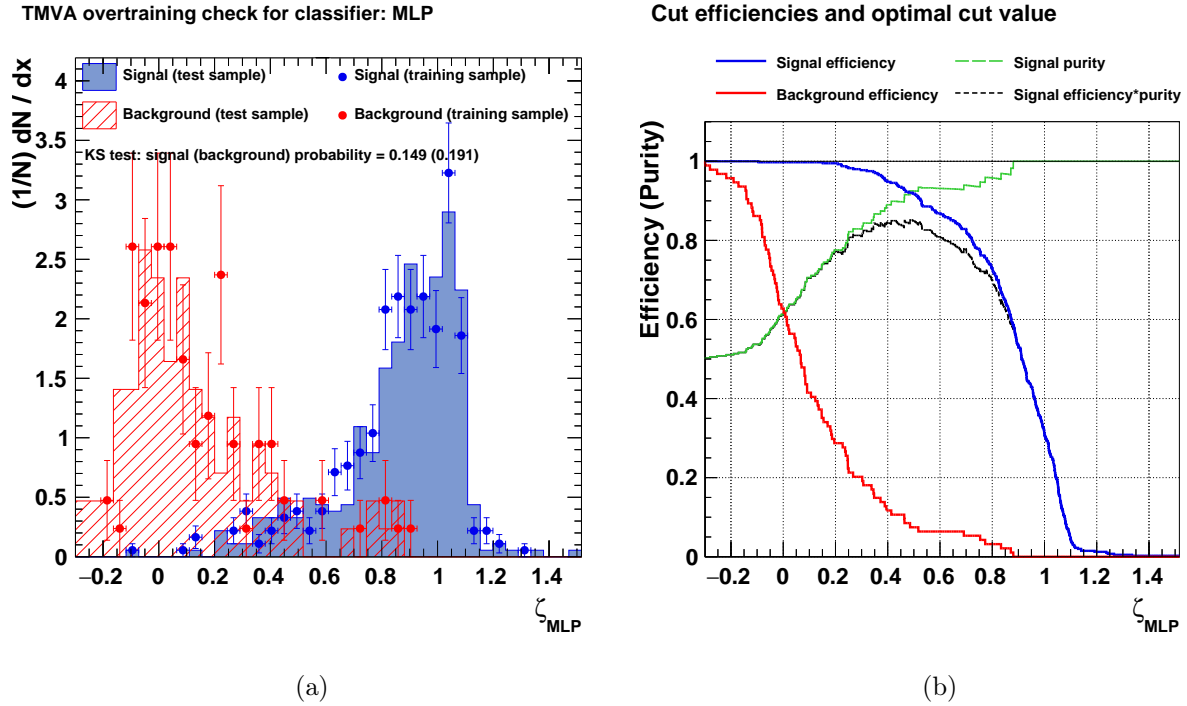 TMVA overtraining check for classifier: MLP
(1/N) dN / dx
Signal (test sample)
Signal (training sample)
Background (test sample)
Background (training sample)
KS test: signal (background) probability = 0.149 (0.191)
4
3.5
3
2.5
2
1.5
1
0.5
0
−0.2 0 0.2 0.4 0.6 0.8 1 1.2 1.4
ζMLP
(a)
Cut efficiencies and optimal cut value
Signal efficiency
Signal purity
Background efficiency
Signal efficiency*purity
Efficiency (Purity)
1
0.8
0.6
0.4
0.2
0
−0.2 0 0.2 0.4 0.6 0.8 1 1.2 1.4
ζMLP
(b)